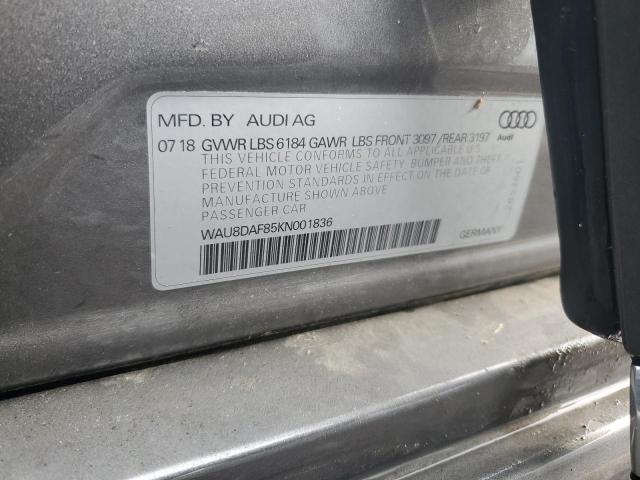 MFD. BY AUDI AG
07 18 GVWR LBS 6184 GAWR LBS FRONT 3097 / REAR 3197
Audi
THIS VEHICLE CONFORMS TO ALL APPLICABLE U.S.
FEDERAL MOTOR VEHICLE SAFETY, BUMPER AND THEFT
PREVENTION STANDARDS IN EFFECT ON THE DATE OF
MANUFACTURE SHOWN ABOVE
PASSENGER CAR
WAU8DAF85KN001836
GERMANY